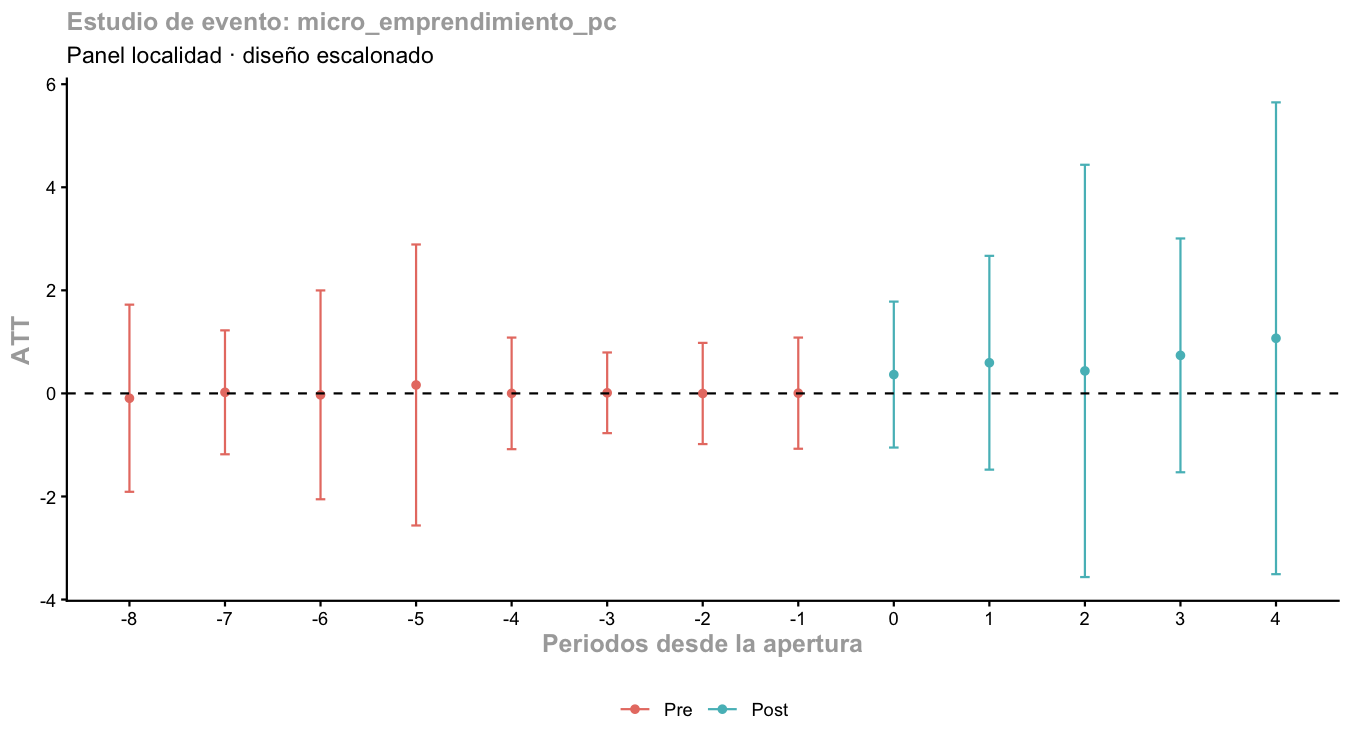 Estudio de evento: micro_emprendimiento_pc
Panel localidad · diseño escalonado
6
4
2
0
-2
-4
ATT
-8 -7 -6 -5 -4 -3 -2 -1 0 1 2 3 4
Periodos desde la apertura
Pre Post